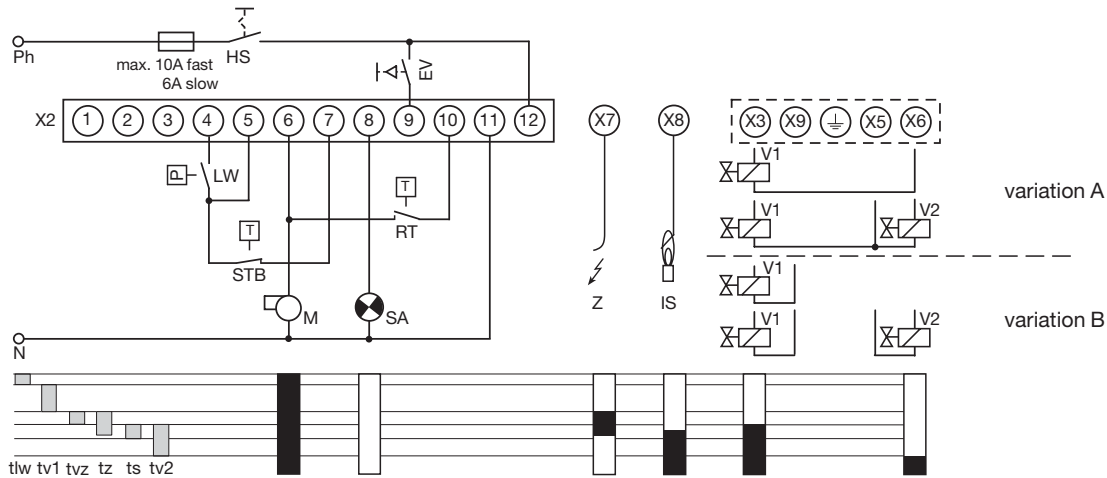 Ph
max. 10A fast
6A slow
HS
EV
X2 1 2 3 4 5 6 7 8 9 10 11 12
X7
X8
X3 X9 X5 X6
P LW
T
STB
T
RT
M
SA
N
Z
IS
V1
V1 V2
variation A
V1
V1 V2
variation B
tlw tv1 tvz tz ts tv2